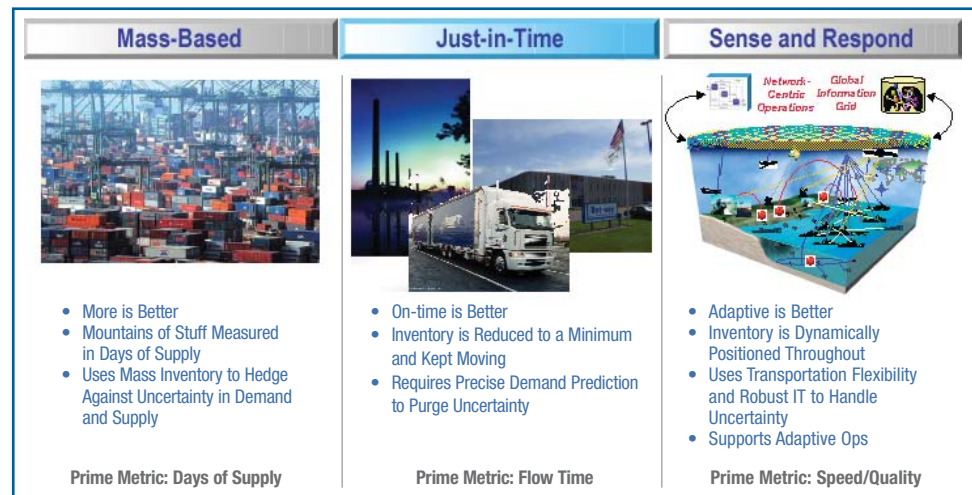 Mass-Based
Just-in-Time
Sense and Respond
Network-
Centric
Operations
Global
Information
Grid
• More is Better
• Mountains of Stuff Measured
in Days of Supply
• Uses Mass Inventory to Hedge
Against Uncertainty in Demand
and Supply
Prime Metric: Days of Supply
• On-time is Better
• Inventory is Reduced to a Minimum
and Kept Moving
• Requires Precise Demand Prediction
to Purge Uncertainty
Prime Metric: Flow Time
• Adaptive is Better
• Inventory is Dynamically
Positioned Throughout
• Uses Transportation Flexibility
and Robust IT to Handle
Uncertainty
• Supports Adaptive Ops
Prime Metric: Speed/Quality